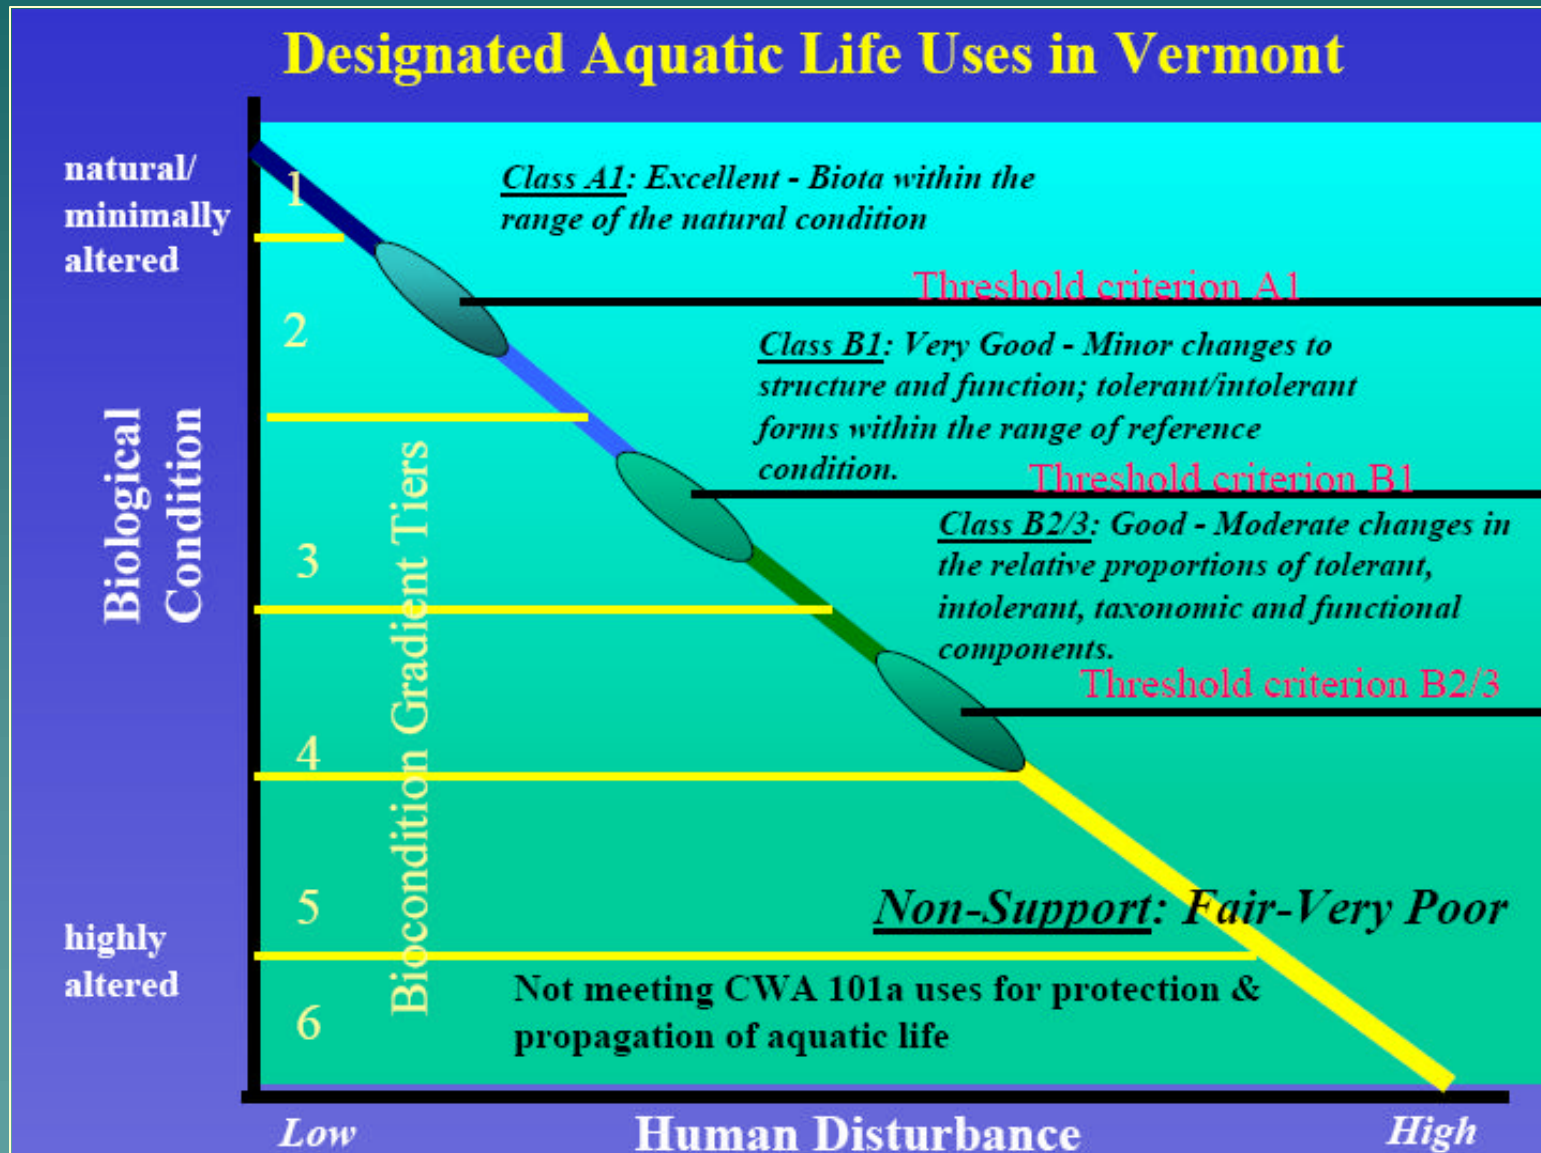 Designated Aquatic Life Uses in Vermont
natural/
minimally
altered
1
Class A1: Excellent - Biota within the
range of the natural condition
Threshold criterion A1
2
Class B1: Very Good - Minor changes to
structure and function; tolerant/intolerant
forms within the range of reference
condition.
Threshold criterion B1
Biological
Condition
Biocondition Gradient Tiers
3
Class B2/3: Good - Moderate changes in
the relative proportions of tolerant,
intolerant, taxonomic and functional
components.
Threshold criterion B2/3
4
5
Non-Support: Fair-Very Poor
highly
altered
6
Not meeting CWA 101a uses for protection &
propagation of aquatic life
Low
Human Disturbance
High